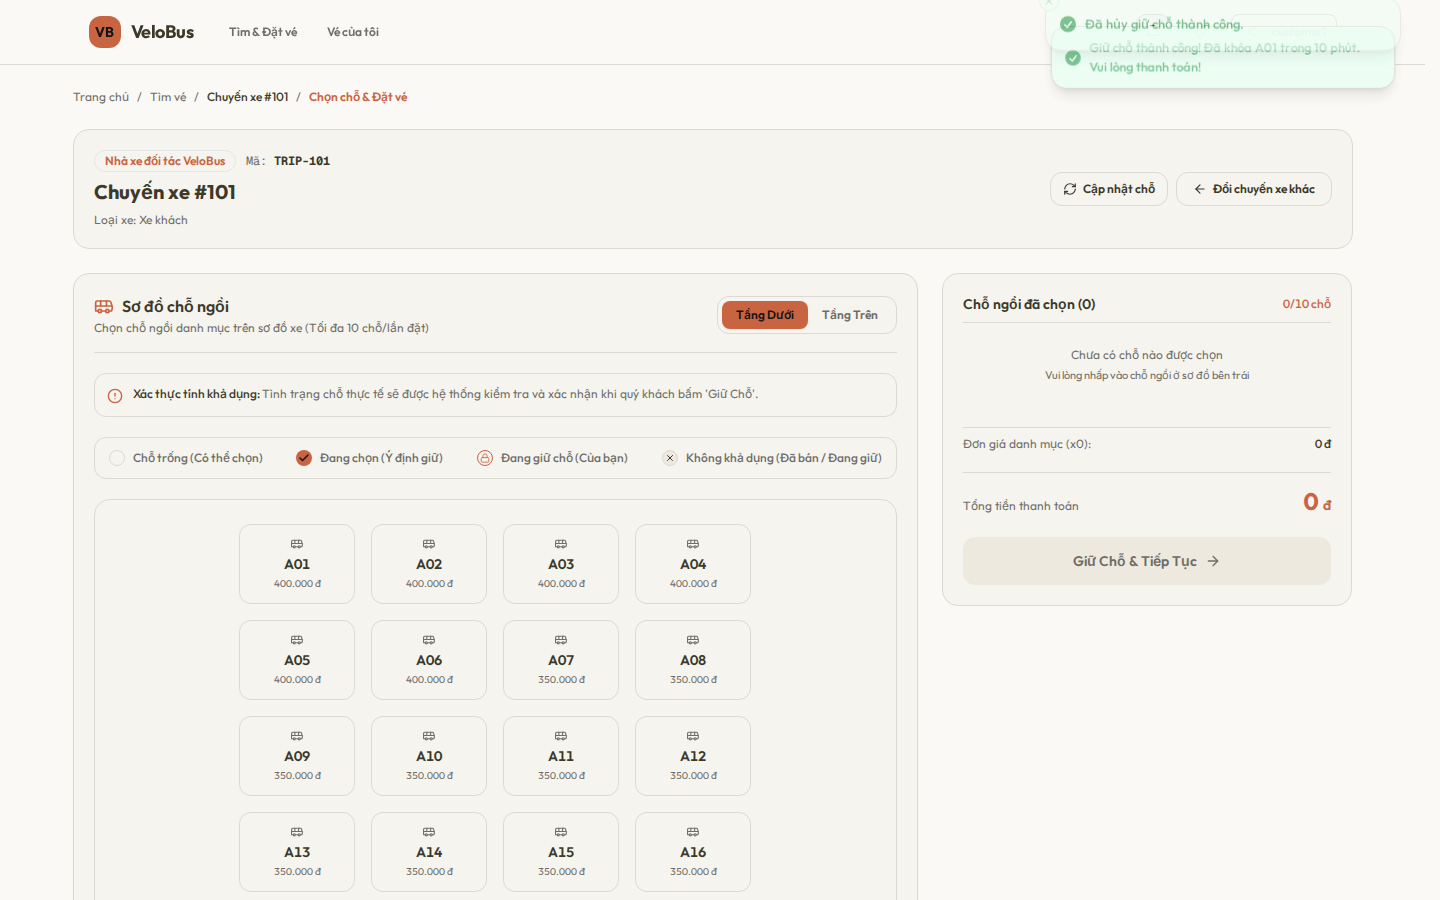 VB VeloBus Tìm & Đặt vé Vé của tôi
Đã hủy giữ chỗ thành công.
Giữ chỗ thành công! Đã khóa A01 trong 10 phút.
Vui lòng thanh toán!
Trang chủ / Tìm vé / Chuyến xe #101 / Chọn chỗ & Đặt vé
Nhà xe đối tác VeloBus Mã: TRIP-101
Chuyến xe #101
Loại xe: Xe khách
Cập nhật chỗ
Đổi chuyến xe khác
Sơ đồ chỗ ngồi
Chọn chỗ ngồi danh mục trên sơ đồ xe (Tối đa 10 chỗ/lần đặt)
Tầng Dưới Tầng Trên
Xác thực tính khả dụng: Tình trạng chỗ thực tế sẽ được hệ thống kiểm tra và xác nhận khi quý khách bấm 'Giữ Chỗ'.
Chỗ trống (Có thể chọn) Đang chọn (Ý định giữ) Đang giữ chỗ (Của bạn) Không khả dụng (Đã bán / Đang giữ)
A01 A02 A03 A04
400.000 đ 400.000 đ 400.000 đ 400.000 đ
A05 A06 A07 A08
400.000 đ 400.000 đ 350.000 đ 350.000 đ
A09 A10 A11 A12
350.000 đ 350.000 đ 350.000 đ 350.000 đ
A13 A14 A15 A16
350.000 đ 350.000 đ 350.000 đ 350.000 đ
Chỗ ngồi đã chọn (0) 0/10 chỗ
Chưa có chỗ nào được chọn
Vui lòng nhấp vào chỗ ngồi ở sơ đồ bên trái
Đơn giá danh mục (x0): 0 đ
Tổng tiền thanh toán 0 đ
Giữ Chỗ & Tiếp Tục